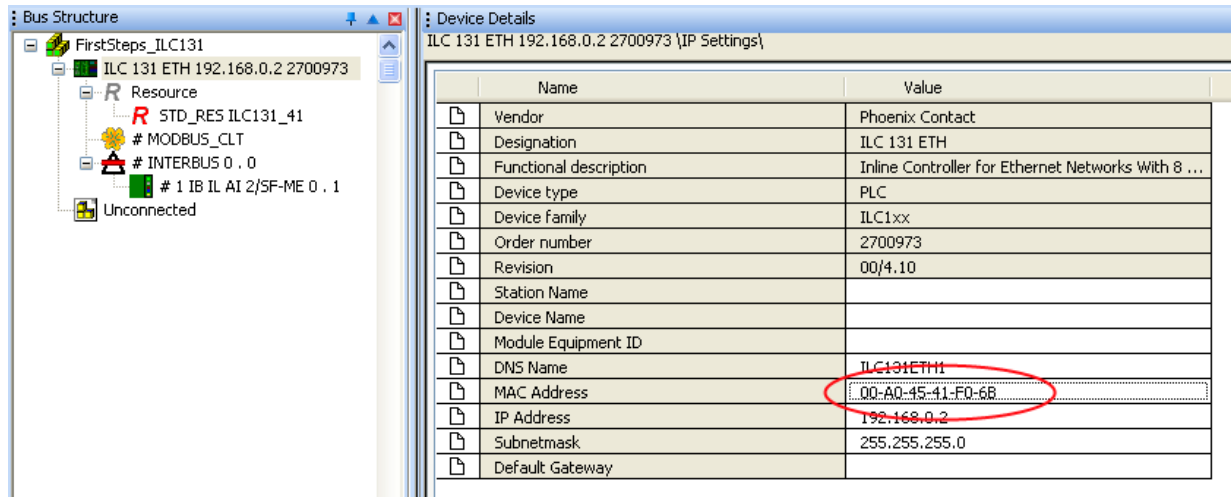 Bus Structure
FirstSteps_ILC131
ILC 131 ETH 192.168.0.2 2700973
R Resource
R STD_RES ILC131_41
# MODBUS_CLT
# INTERBUS 0 . 0
# 1 IB IL AI 2/SF-ME 0 . 1
Unconnected
Device Details
ILC 131 ETH 192.168.0.2 2700973 \IP Settings\
Name Value
Vendor Phoenix Contact
Designation ILC 131 ETH
Functional description Inline Controller for Ethernet Networks With 8 ...
Device type PLC
Device family ILC1xx
Order number 2700973
Revision 00/4.10
Station Name
Device Name
Module Equipment ID
DNS Name ILC131ETH1
MAC Address 00-A0-45-41-F0-6B
IP Address 192.168.0.2
Subnetmask 255.255.255.0
Default Gateway